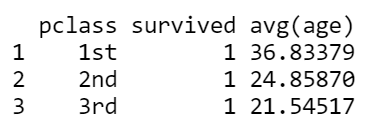 pclass survived avg(age)
1 1st 1 36.83379
2 2nd 1 24.85870
3 3rd 1 21.54517